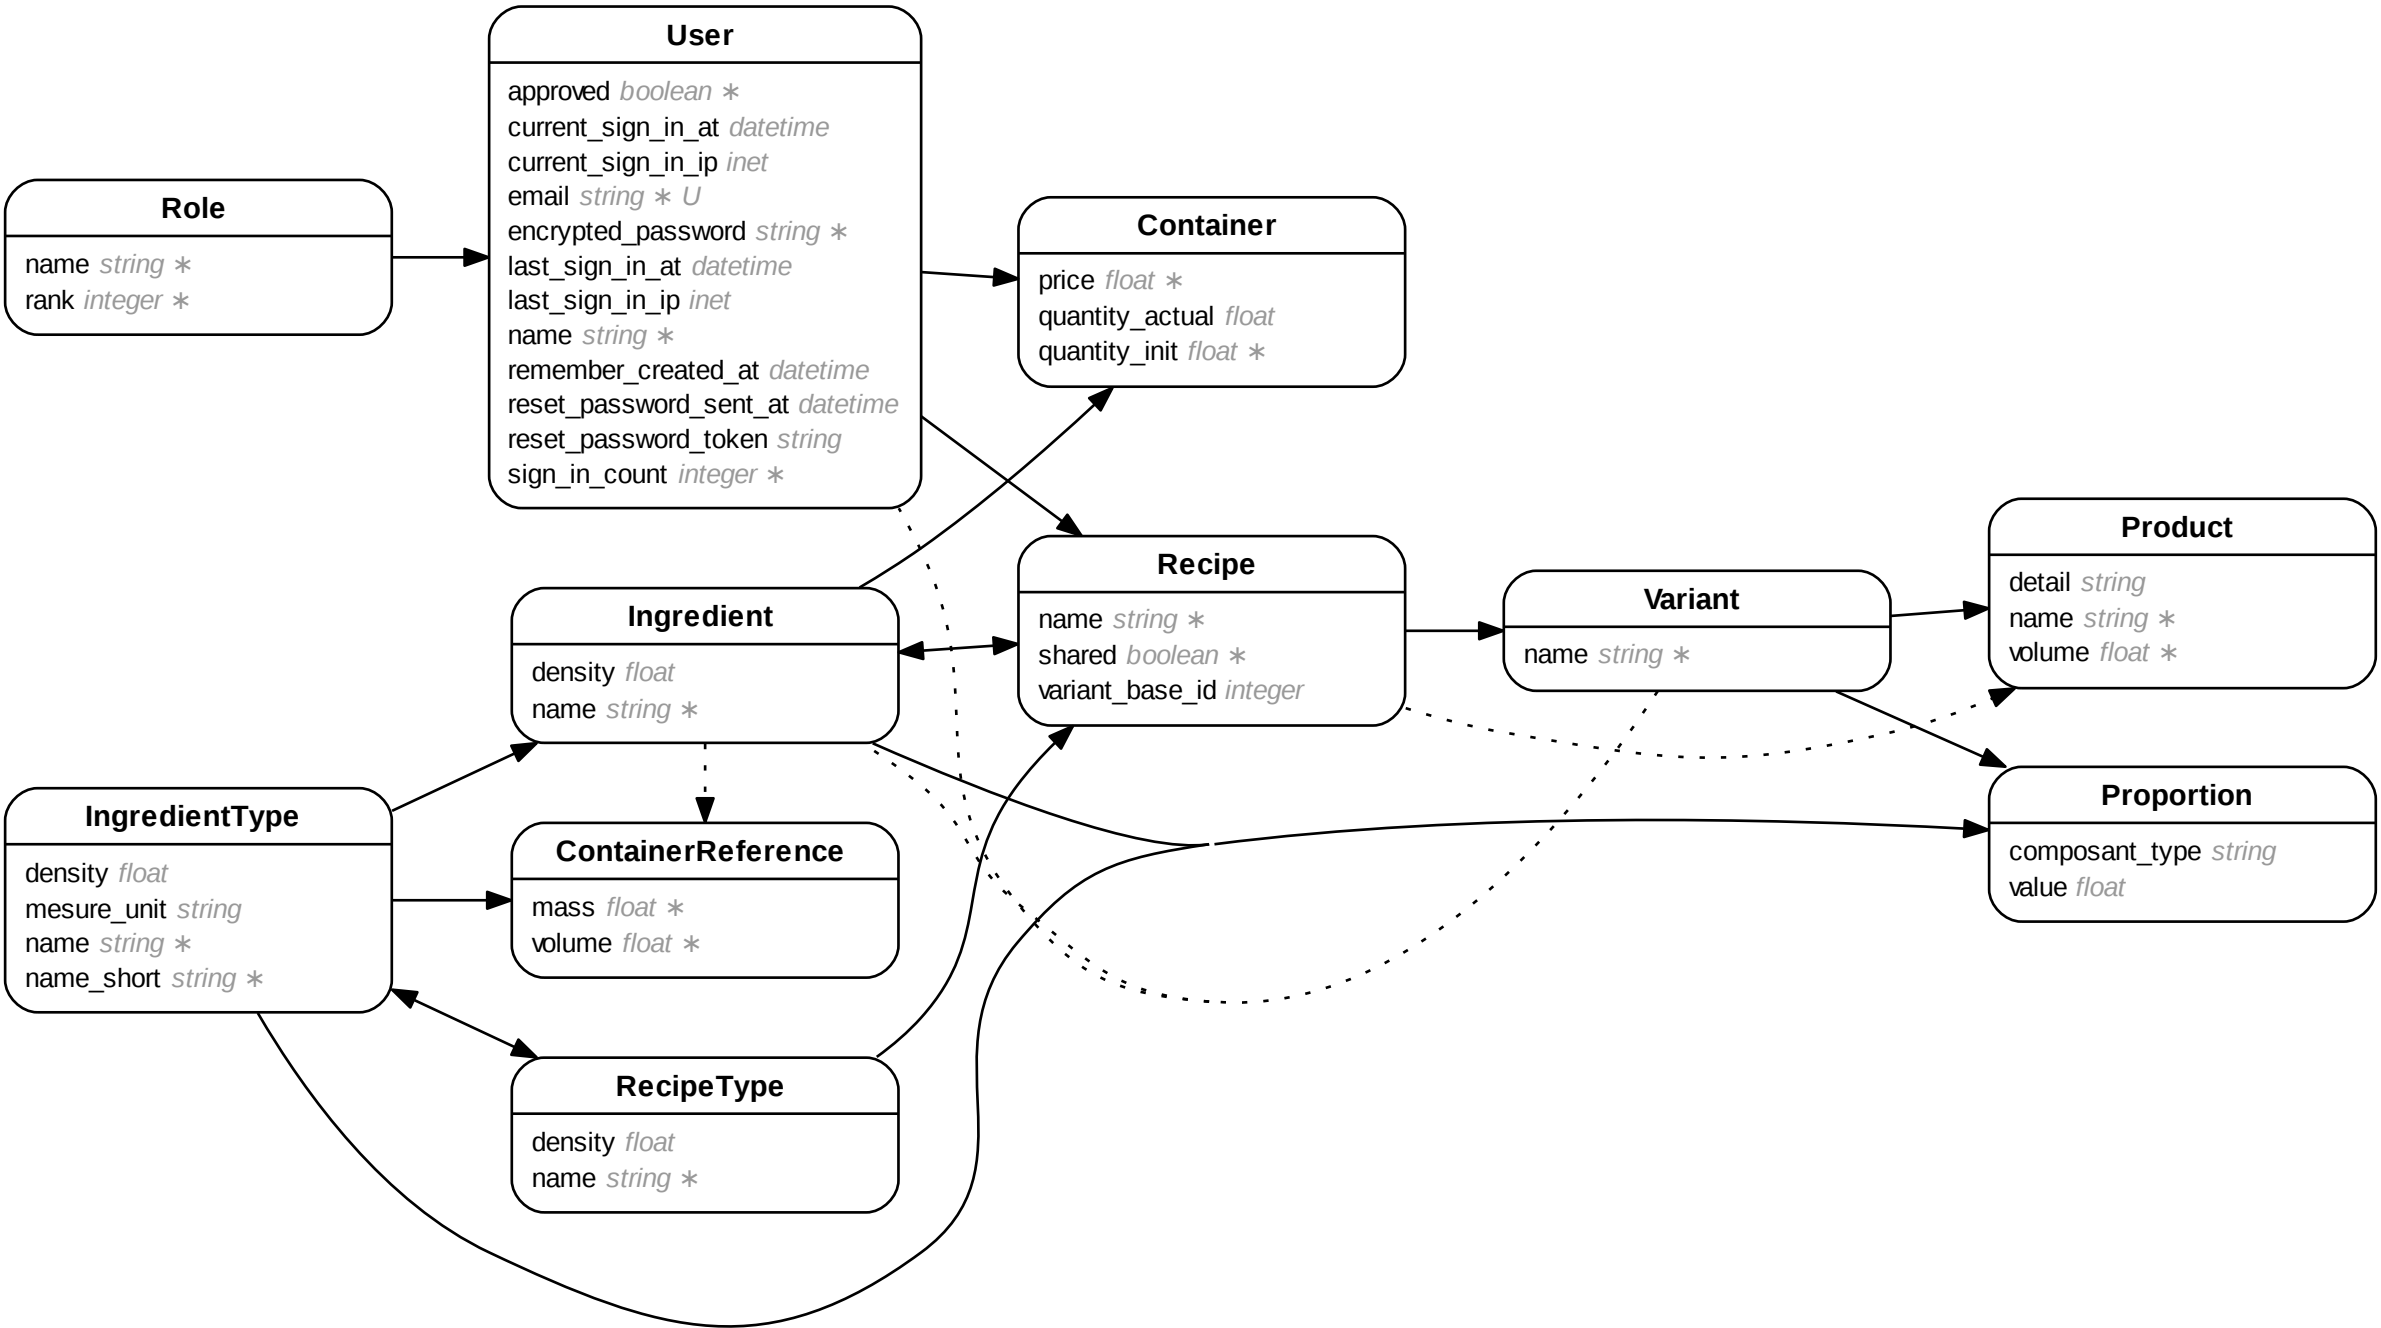 User
approved boolean ∗
current_sign_in_at datetime
current_sign_in_ip inet
email string ∗ U
encrypted_password string ∗
last_sign_in_at datetime
last_sign_in_ip inet
name string ∗
remember_created_at datetime
reset_password_sent_at datetime
reset_password_token string
sign_in_count integer ∗
Role
name string ∗
rank integer ∗
Container
price float ∗
quantity_actual float
quantity_init float ∗
Recipe
name string ∗
shared boolean ∗
variant_base_id integer
Variant
name string ∗
Product
detail string
name string ∗
volume float ∗
Ingredient
density float
name string ∗
IngredientType
density float
mesure_unit string
name string ∗
name_short string ∗
ContainerReference
mass float ∗
volume float ∗
Proportion
composant_type string
value float
RecipeType
density float
name string ∗